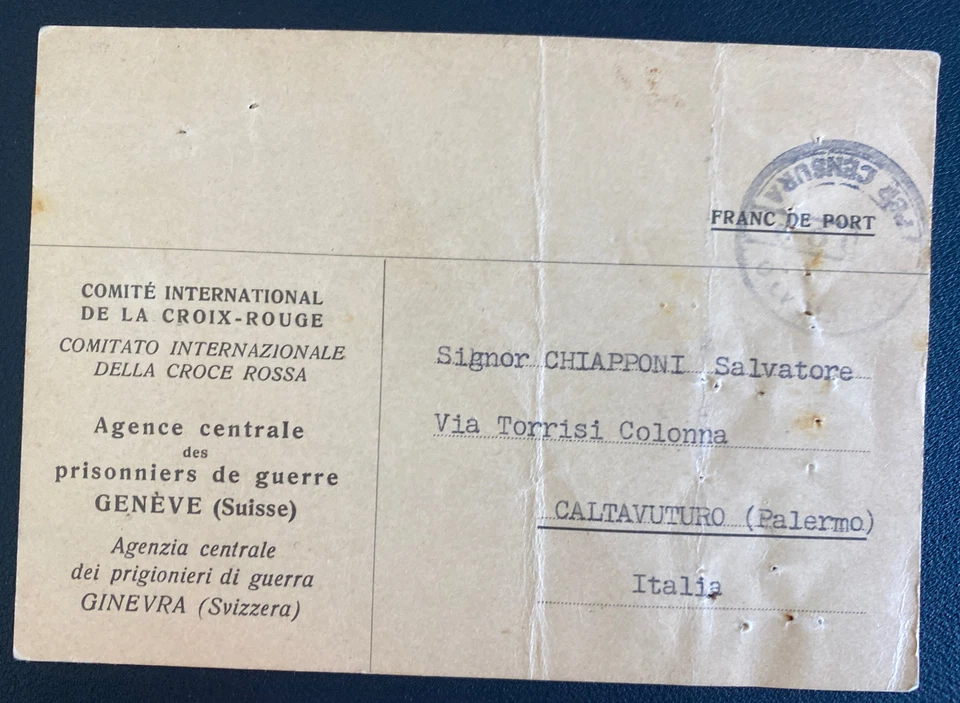 PER CENSURA
FRANC DE PORT
COMITÉ INTERNATIONAL
DE LA CROIX-ROUGE
COMITATO INTERNAZIONALE
DELLA CROCE ROSSA
Agence centrale
des
prisonniers de guerre
GENÈVE (Suisse)
Agenzia centrale
dei prigionieri di guerra
GINEVRA (Svizzera)
Signor CHIAPPONI Salvatore
Via Torrisi Colonna
CALTAVUTURO (Palermo)
Italia